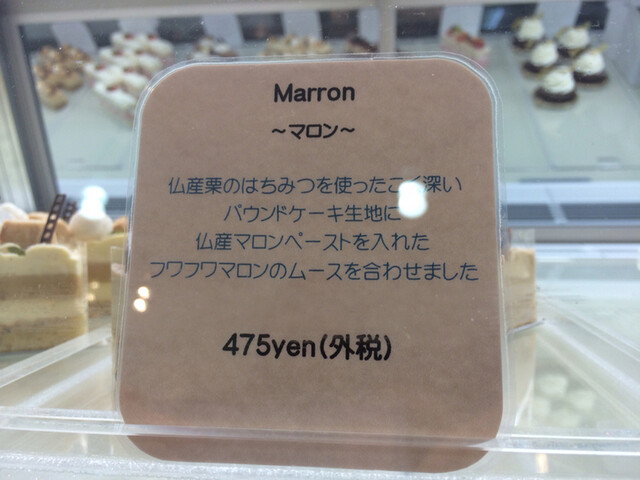 Marron
～マロン～
仏産栗のはちみつを使ったこく深い
パウンドケーキ生地に
仏産マロンペーストを入れた
フワフワマロンのムースを合わせました
475yen(外税)